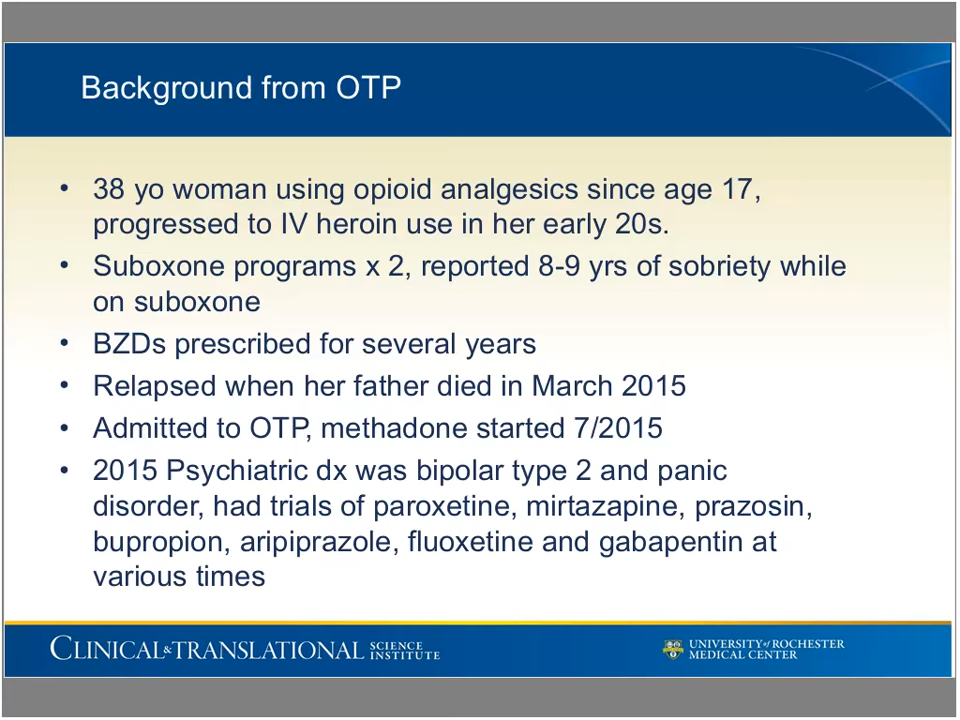 Background from OTP
• 38 yo woman using opioid analgesics since age 17,
progressed to IV heroin use in her early 20s.
• Suboxone programs x 2, reported 8-9 yrs of sobriety while
on suboxone
• BZDs prescribed for several years
• Relapsed when her father died in March 2015
• Admitted to OTP, methadone started 7/2015
• 2015 Psychiatric dx was bipolar type 2 and panic
disorder, had trials of paroxetine, mirtazapine, prazosin,
bupropion, aripiprazole, fluoxetine and gabapentin at
various times
CLINICAL & TRANSLATIONAL SCIENCE INSTITUTE
UNIVERSITY of ROCHESTER
MEDICAL CENTER